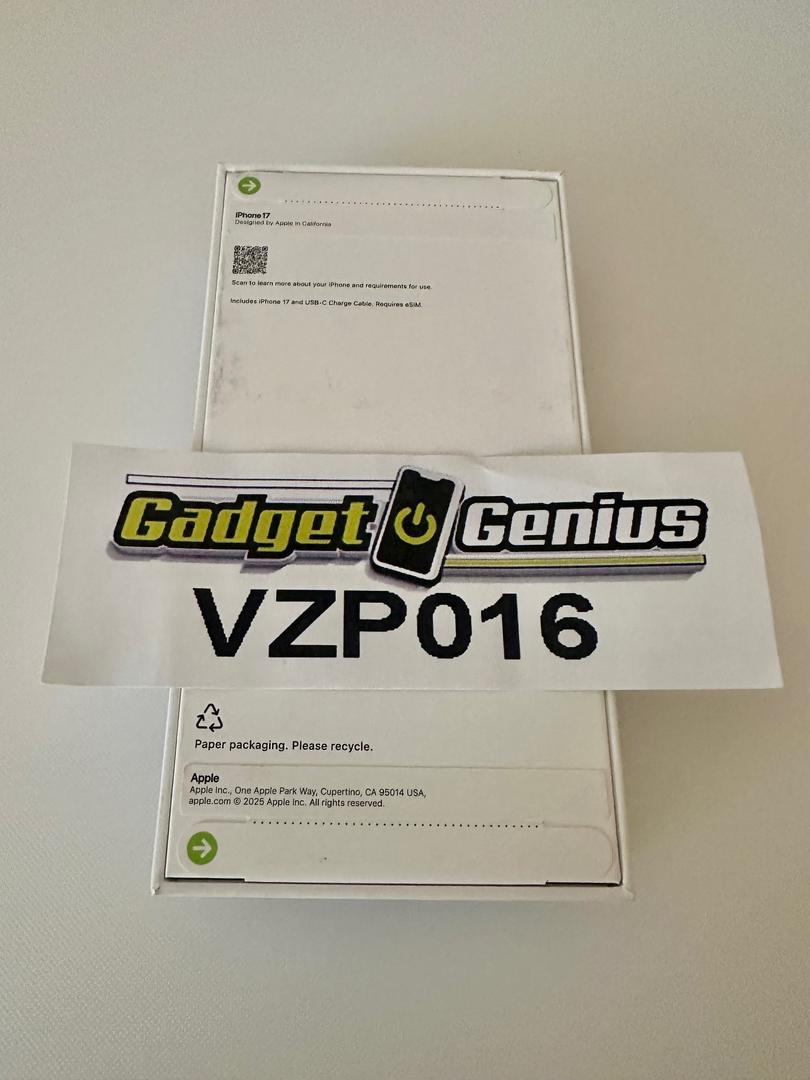 iPhone 17
Designed by Apple in California
Scan to learn more about your iPhone and requirements for use.
Includes iPhone 17 and USB-C Charge Cable. Requires eSIM.
Gadget Genius
VZP016
Paper packaging. Please recycle.
Apple
Apple Inc., One Apple Park Way, Cupertino, CA 95014 USA,
apple.com © 2025 Apple Inc. All rights reserved.